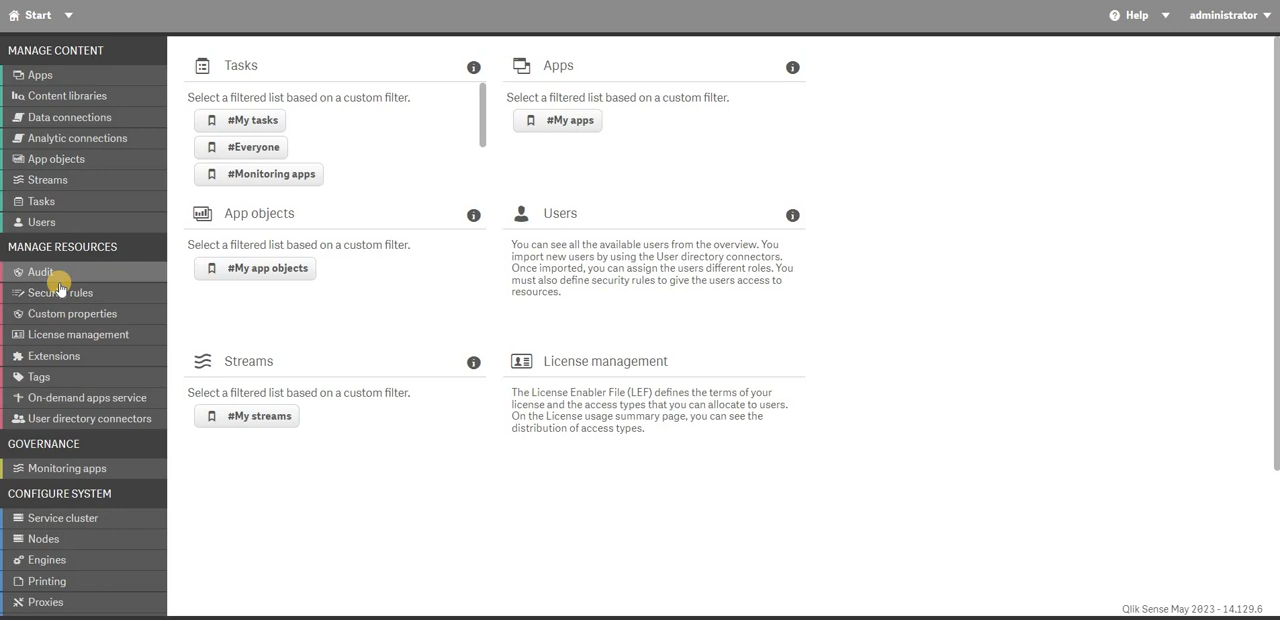 Start
Help
administrator
MANAGE CONTENT
Apps
Content libraries
Data connections
Analytic connections
App objects
Streams
Tasks
Users
MANAGE RESOURCES
Audit
Security rules
Custom properties
License management
Extensions
Tags
On-demand apps service
User directory connectors
GOVERNANCE
Monitoring apps
CONFIGURE SYSTEM
Service cluster
Nodes
Engines
Printing
Proxies
Tasks
Select a filtered list based on a custom filter.
#My tasks
#Everyone
#Monitoring apps
Apps
Select a filtered list based on a custom filter.
#My apps
App objects
Select a filtered list based on a custom filter.
#My app objects
Users
You can see all the available users from the overview. You
import new users by using the User directory connectors.
Once imported, you can assign the users different roles. You
must also define security rules to give the users access to
resources.
Streams
Select a filtered list based on a custom filter.
#My streams
License management
The License Enabler File (LEF) defines the terms of your
license and the access types that you can allocate to users.
On the License usage summary page, you can see the
distribution of access types.
Qlik Sense May 2023 - 14.129.6